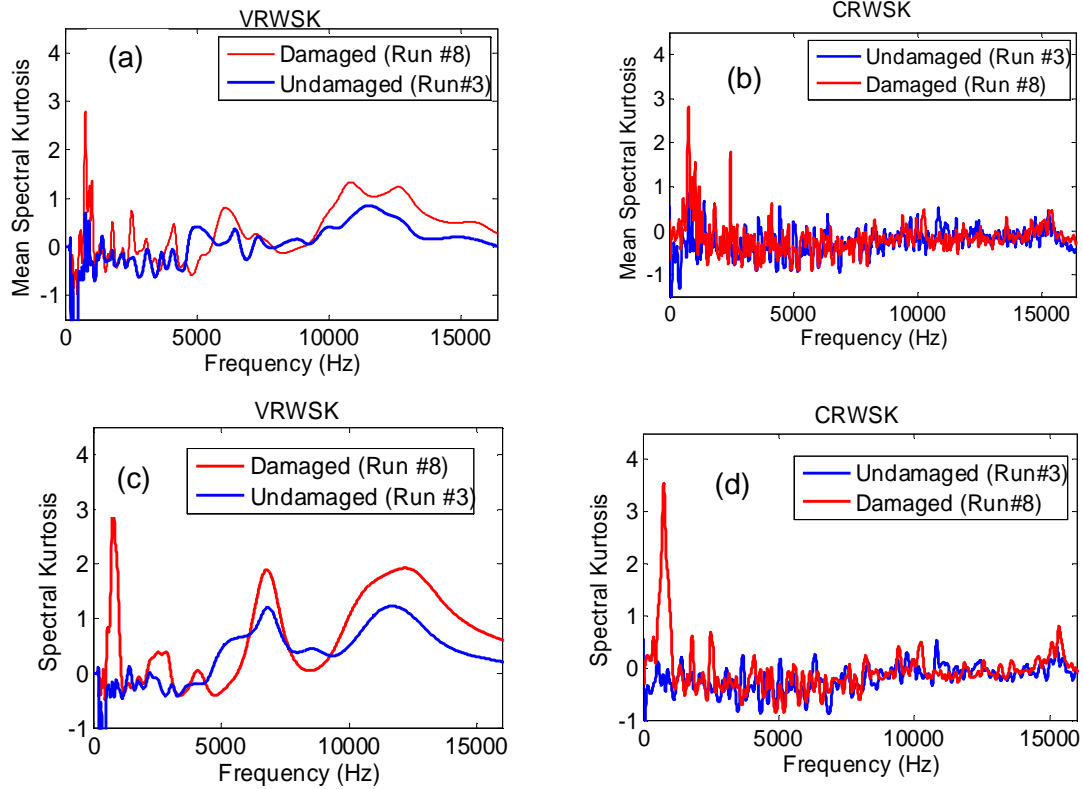 VRWSK
(a)
Damaged (Run #8)
Undamaged (Run#3)
Mean Spectral Kurtosis
4
3
2
1
0
-1
0 5000 10000 15000
Frequency (Hz)
CRWSK
(b)
Undamaged (Run #3)
Damaged (Run #8)
Mean Spectral Kurtosis
4
3
2
1
0
-1
0 5000 10000 15000
Frequency (Hz)
VRWSK
(c)
Damaged (Run #8)
Undamaged (Run #3)
Spectral Kurtosis
4
3
2
1
0
-1
0 5000 10000 15000
Frequency (Hz)
CRWSK
(d)
Undamaged (Run#3)
Damaged (Run#8)
Spectral Kurtosis
4
3
2
1
0
-1
0 5000 10000 15000
Frequency (Hz)